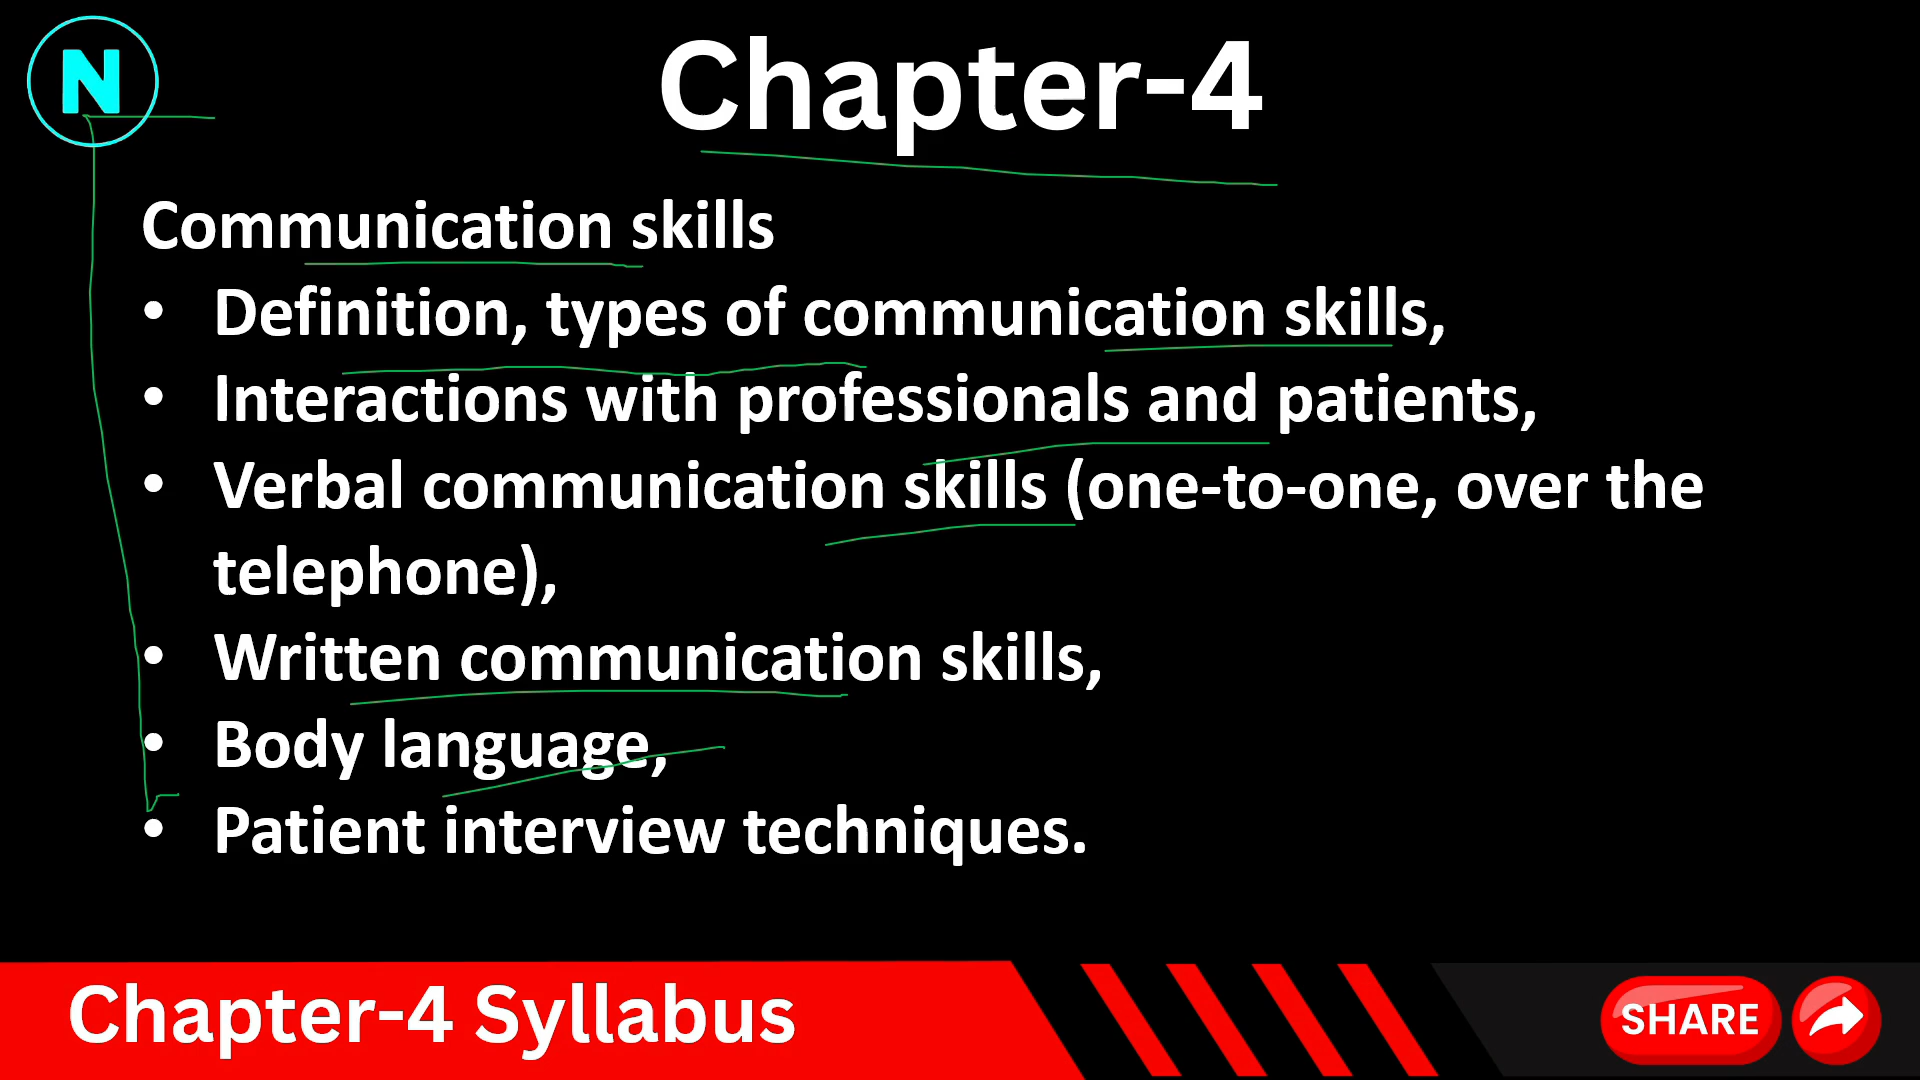 N
Chapter-4
Communication skills
• Definition, types of communication skills,
• Interactions with professionals and patients,
• Verbal communication skills (one-to-one, over the
telephone),
• Written communication skills,
• Body language,
• Patient interview techniques.
Chapter-4 Syllabus
SHARE